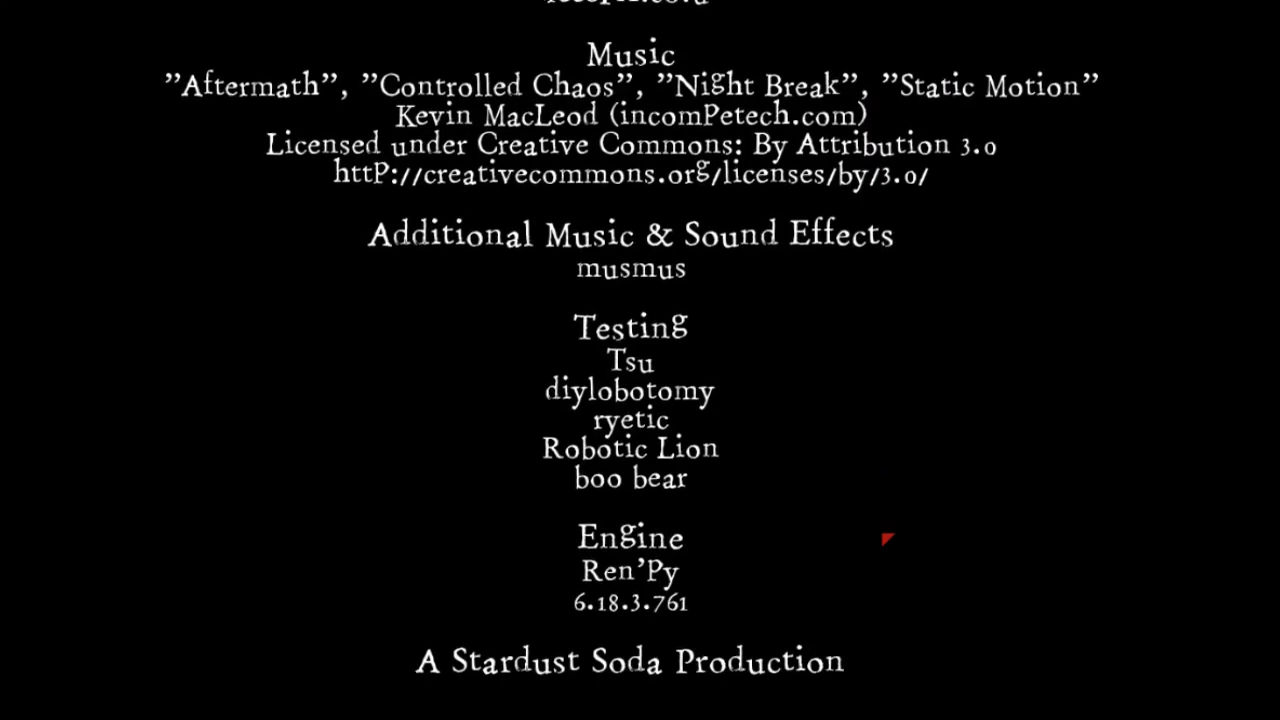 Music
”Aftermath”, ”Controlled Chaos”, ”Night Break”, ”Static Motion”
Kevin MacLeod (incomPetech.com)
Licensed under Creative Commons: By Attribution 3.0
httP://creativecommons.org/licenses/by/3.0/
Additional Music & Sound Effects
musmus
Testing
Tsu
diylobotomy
ryetic
Robotic Lion
boo bear
Engine
Ren’Py
6.18.3.761
A Stardust Soda Production